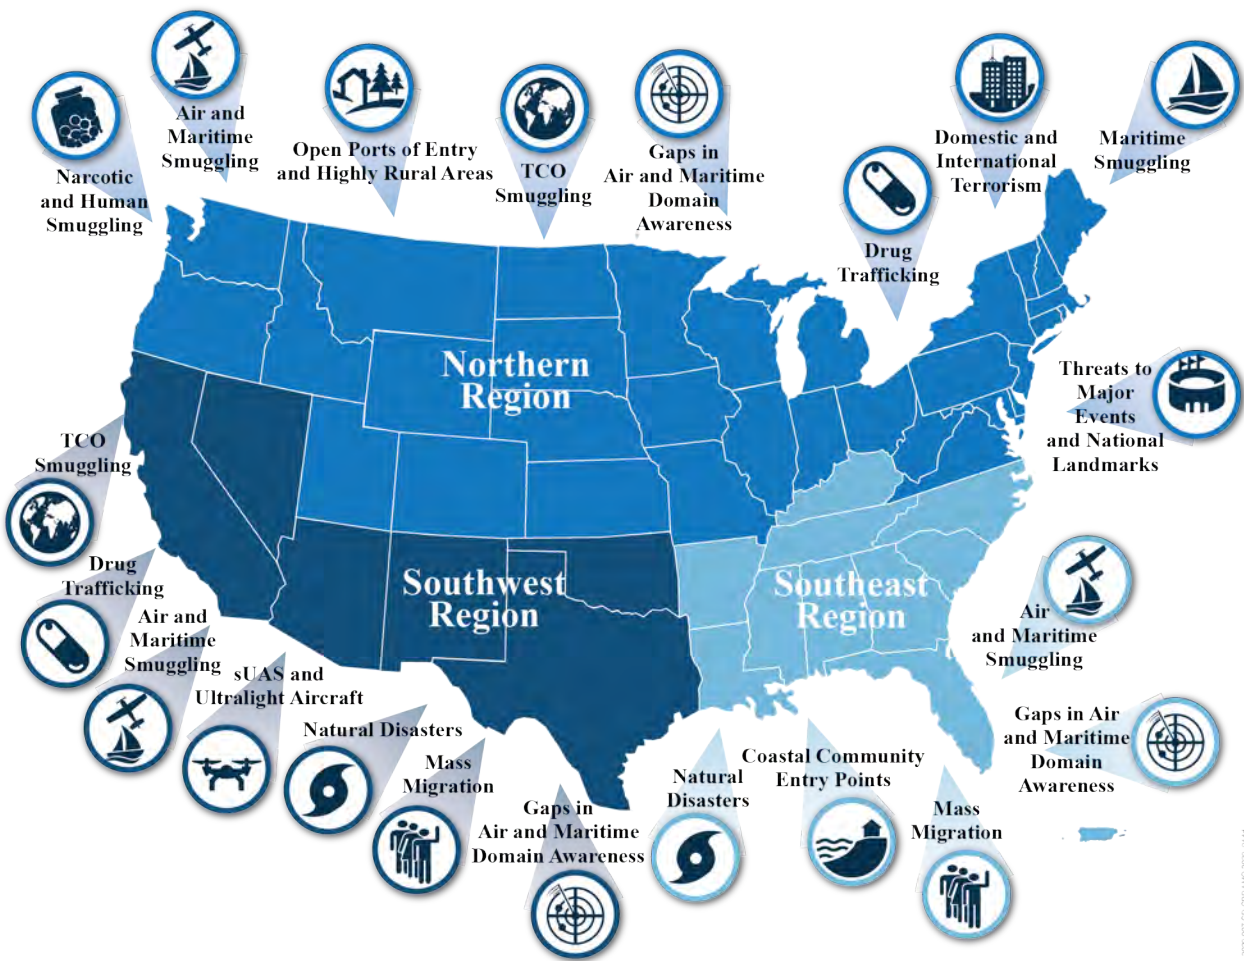 Narcotic
and Human
Smuggling
Air and
Maritime
Smuggling
Open Ports of Entry
and Highly Rural Areas
TCO
Smuggling
Gaps in
Air and Maritime
Domain
Awareness
Drug
Trafficking
Domestic and
International
Terrorism
Maritime
Smuggling
Threats to
Major
Events
and National
Landmarks
Northern
Region
Southwest
Region
Southeast
Region
TCO
Smuggling
Drug
Trafficking
Air and
Maritime
Smuggling
sUAS and
Ultralight Aircraft
Natural Disasters
Mass
Migration
Gaps in
Air and Maritime
Domain Awareness
Natural
Disasters
Coastal Community
Entry Points
Mass
Migration
Air
and Maritime
Smuggling
Gaps in Air
and Maritime
Domain
Awareness